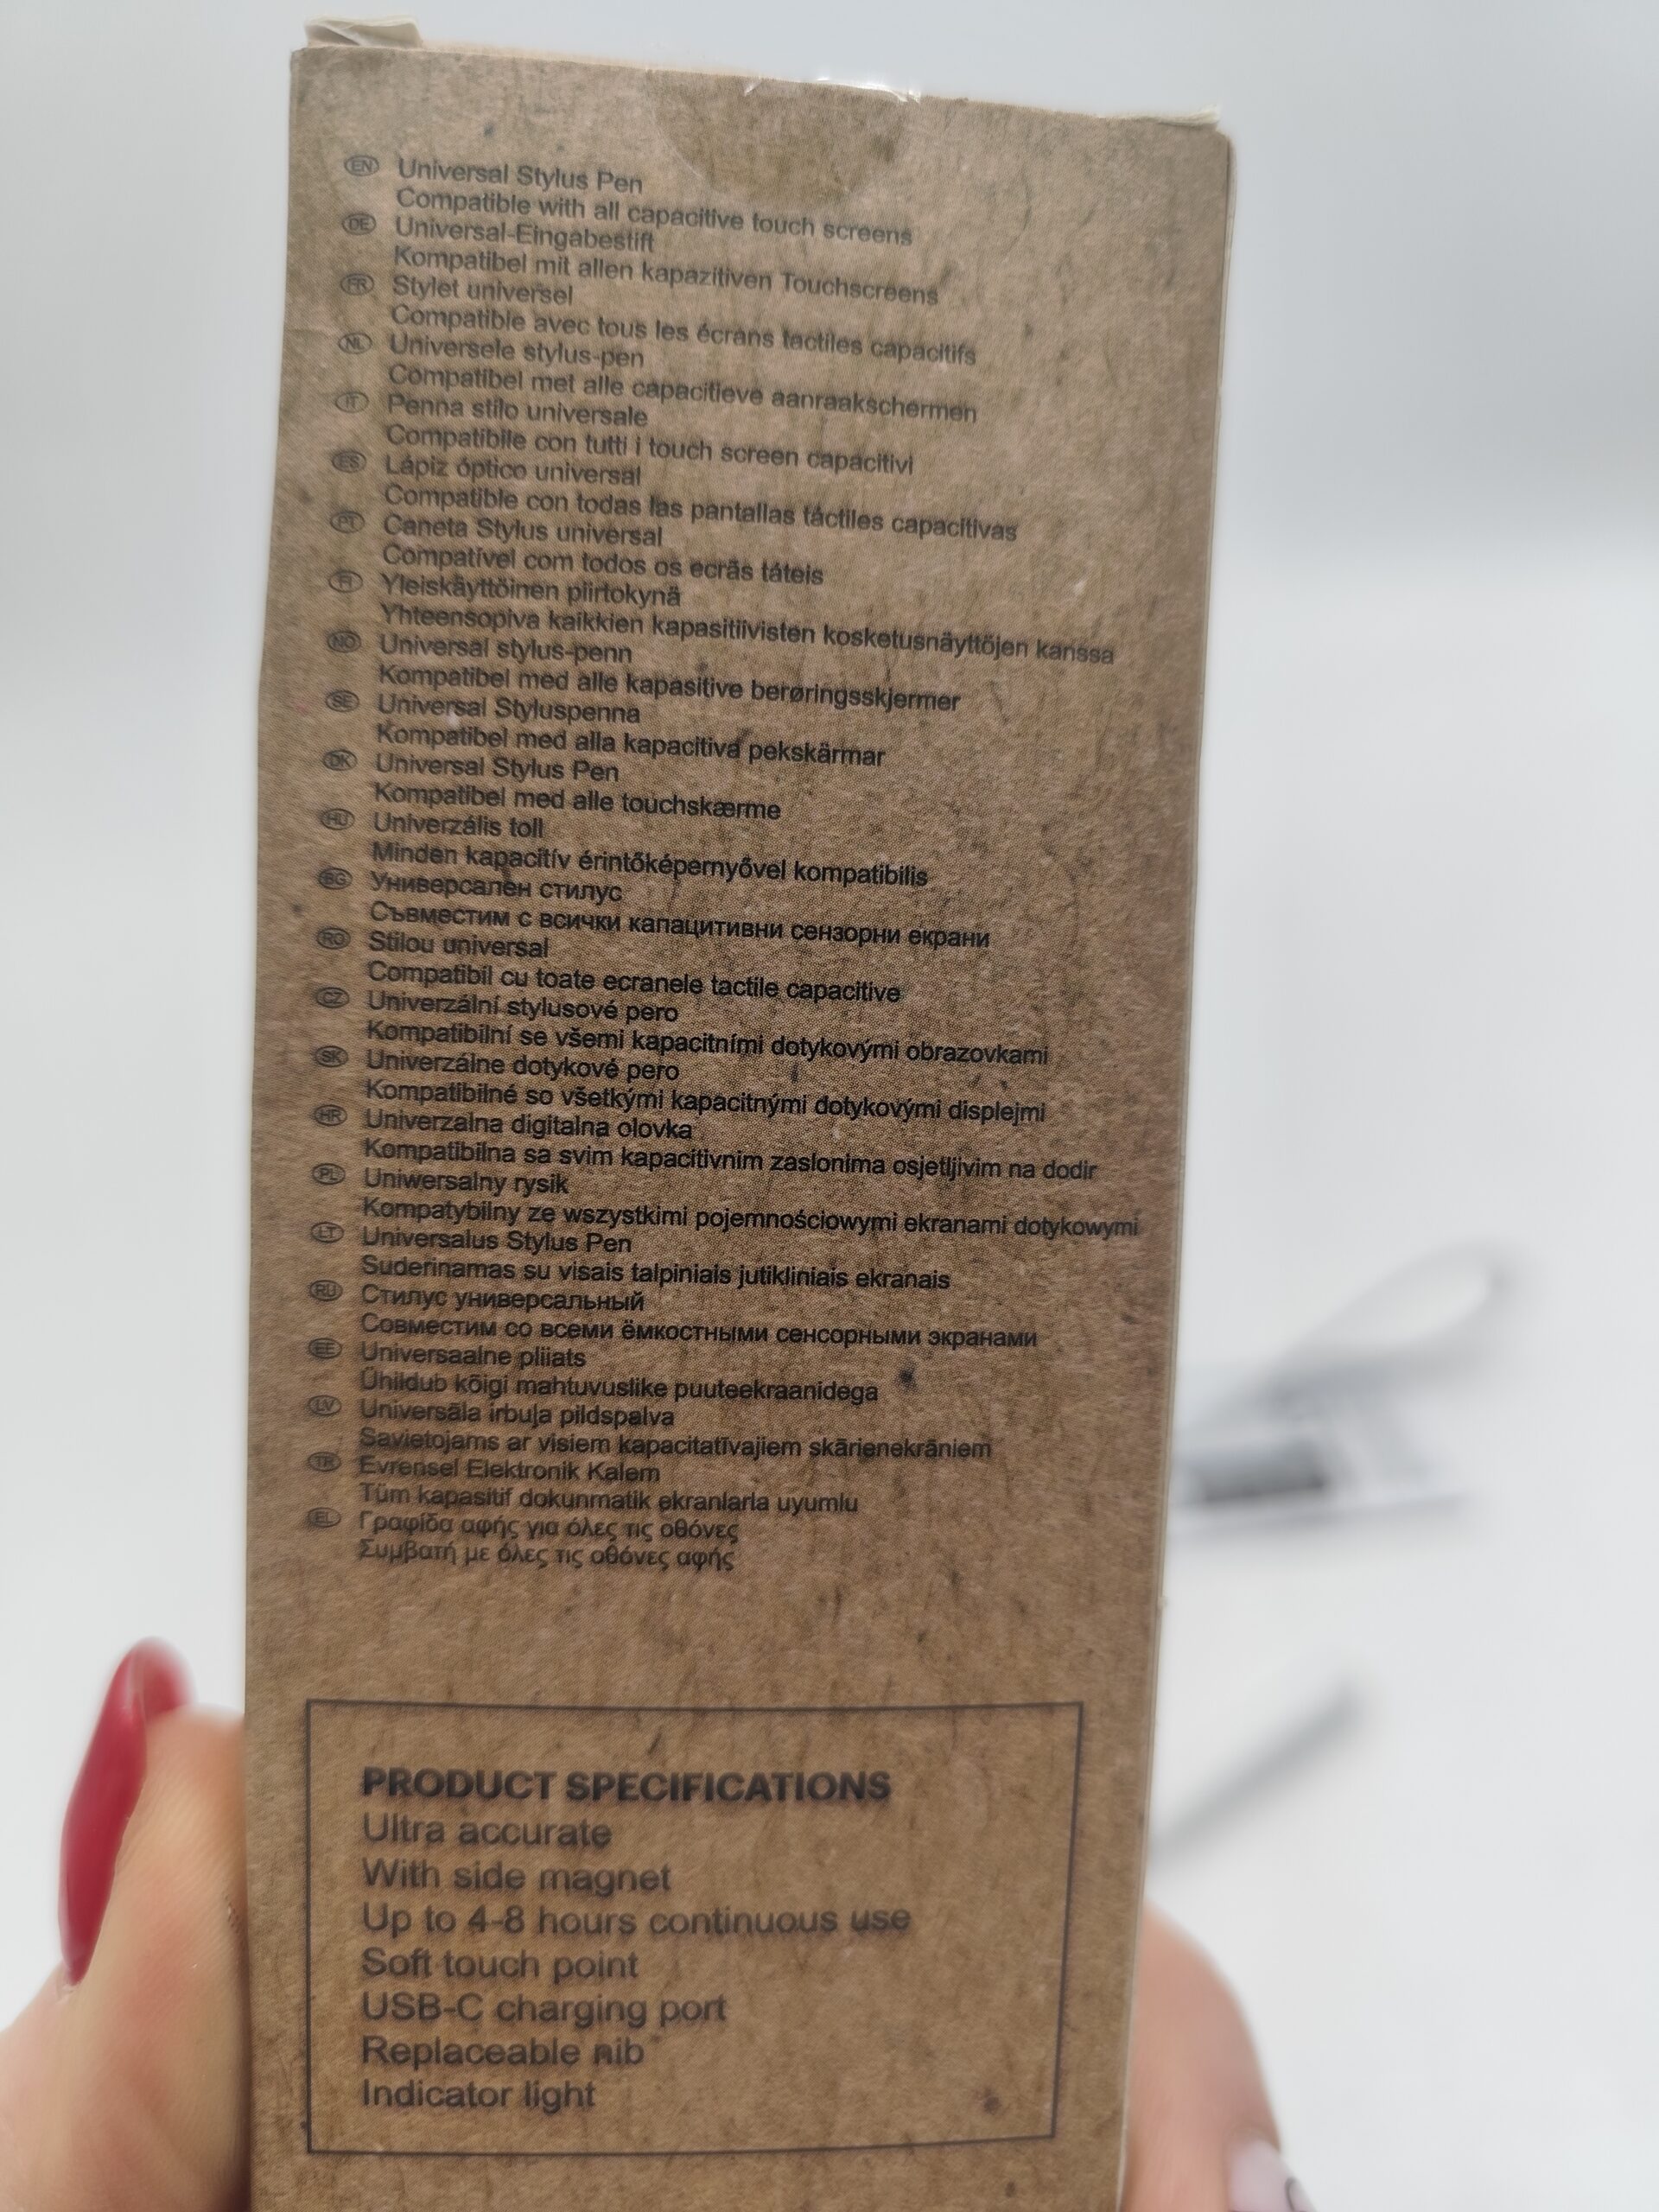 EN Universal Stylus Pen
Compatible with all capacitive touch screens
DE Universal-Eingabestift
Kompatibel mit allen kapazitiven Touchscreens
FR Stylet universel
Compatible avec tous les écrans tactiles capacitifs
NL Universele stylus-pen
Compatibel met alle capacitieve aanraakschermen
IT Penna stilo universale
Compatibile con tutti i touch screen capacitivi
ES Lápiz óptico universal
Compatible con todas las pantallas táctiles capacitivas
PT Caneta Stylus universal
Compatível com todos os ecrãs táteis
FI Yleiskäyttöinen piirtokynä
Yhteensopiva kaikkien kapasitiivisten kosketusnäyttöjen kanssa
NO Universal stylus-penn
Kompatibel med alle kapasitive berøringsskjermer
SE Universal Styluspenna
Kompatibel med alla kapacitiva pekskärmar
DK Universal Stylus Pen
Kompatibel med alle touchskærme
HU Univerzális toll
Minden kapacitív érintőképernyővel kompatibilis
BG Универсален стилус
Съвместим с всички капацитивни сензорни екрани
RO Stilou universal
Compatibil cu toate ecranele tactile capacitive
CZ Univerzální stylusové pero
Kompatibilní se všemi kapacitními dotykovými obrazovkami
SK Univerzálne dotykové pero
Kompatibilné so všetkými kapacitnými dotykovými displejmi
HR Univerzalna digitalna olovka
Kompatibilna sa svim kapacitivnim zaslonima osjetljivim na dodir
PL Uniwersalny rysik
Kompatybilny ze wszystkimi pojemnościowymi ekranami dotykowymi
LT Universalus Stylus Pen
Suderinamas su visais talpiniais jutikliniais ekranais
RU Стилус универсальный
Совместим со всеми ёмкостными сенсорными экранами
EE Universaalne pliiats
Ühildub kõigi mahtuvuslike puuteekraanidega
LV Universāla irbuļa pildspalva
Savietojams ar visiem kapacitatīvajiem skārienekrāniem
TR Evrensel Elektronik Kalem
Tüm kapasitif dokunmatik ekranlarla uyumlu
EL Γραφίδα αφής για όλες τις οθόνες
Συμβατή με όλες τις οθόνες αφής
PRODUCT SPECIFICATIONS
Ultra accurate
With side magnet
Up to 4-8 hours continuous use
Soft touch point
USB-C charging port
Replaceable nib
Indicator light